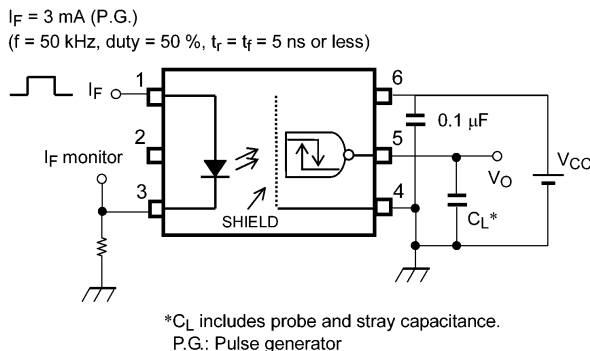 I_F = 3 mA (P.G.)
(f = 50 kHz, duty = 50 %, t_r = t_f = 5 ns or less)
I_F
1
6
0.1 μF
2
5
I_F monitor
V_O
V_CC
3
4
SHIELD
C_L*
*C_L includes probe and stray capacitance.
P.G.: Pulse generator